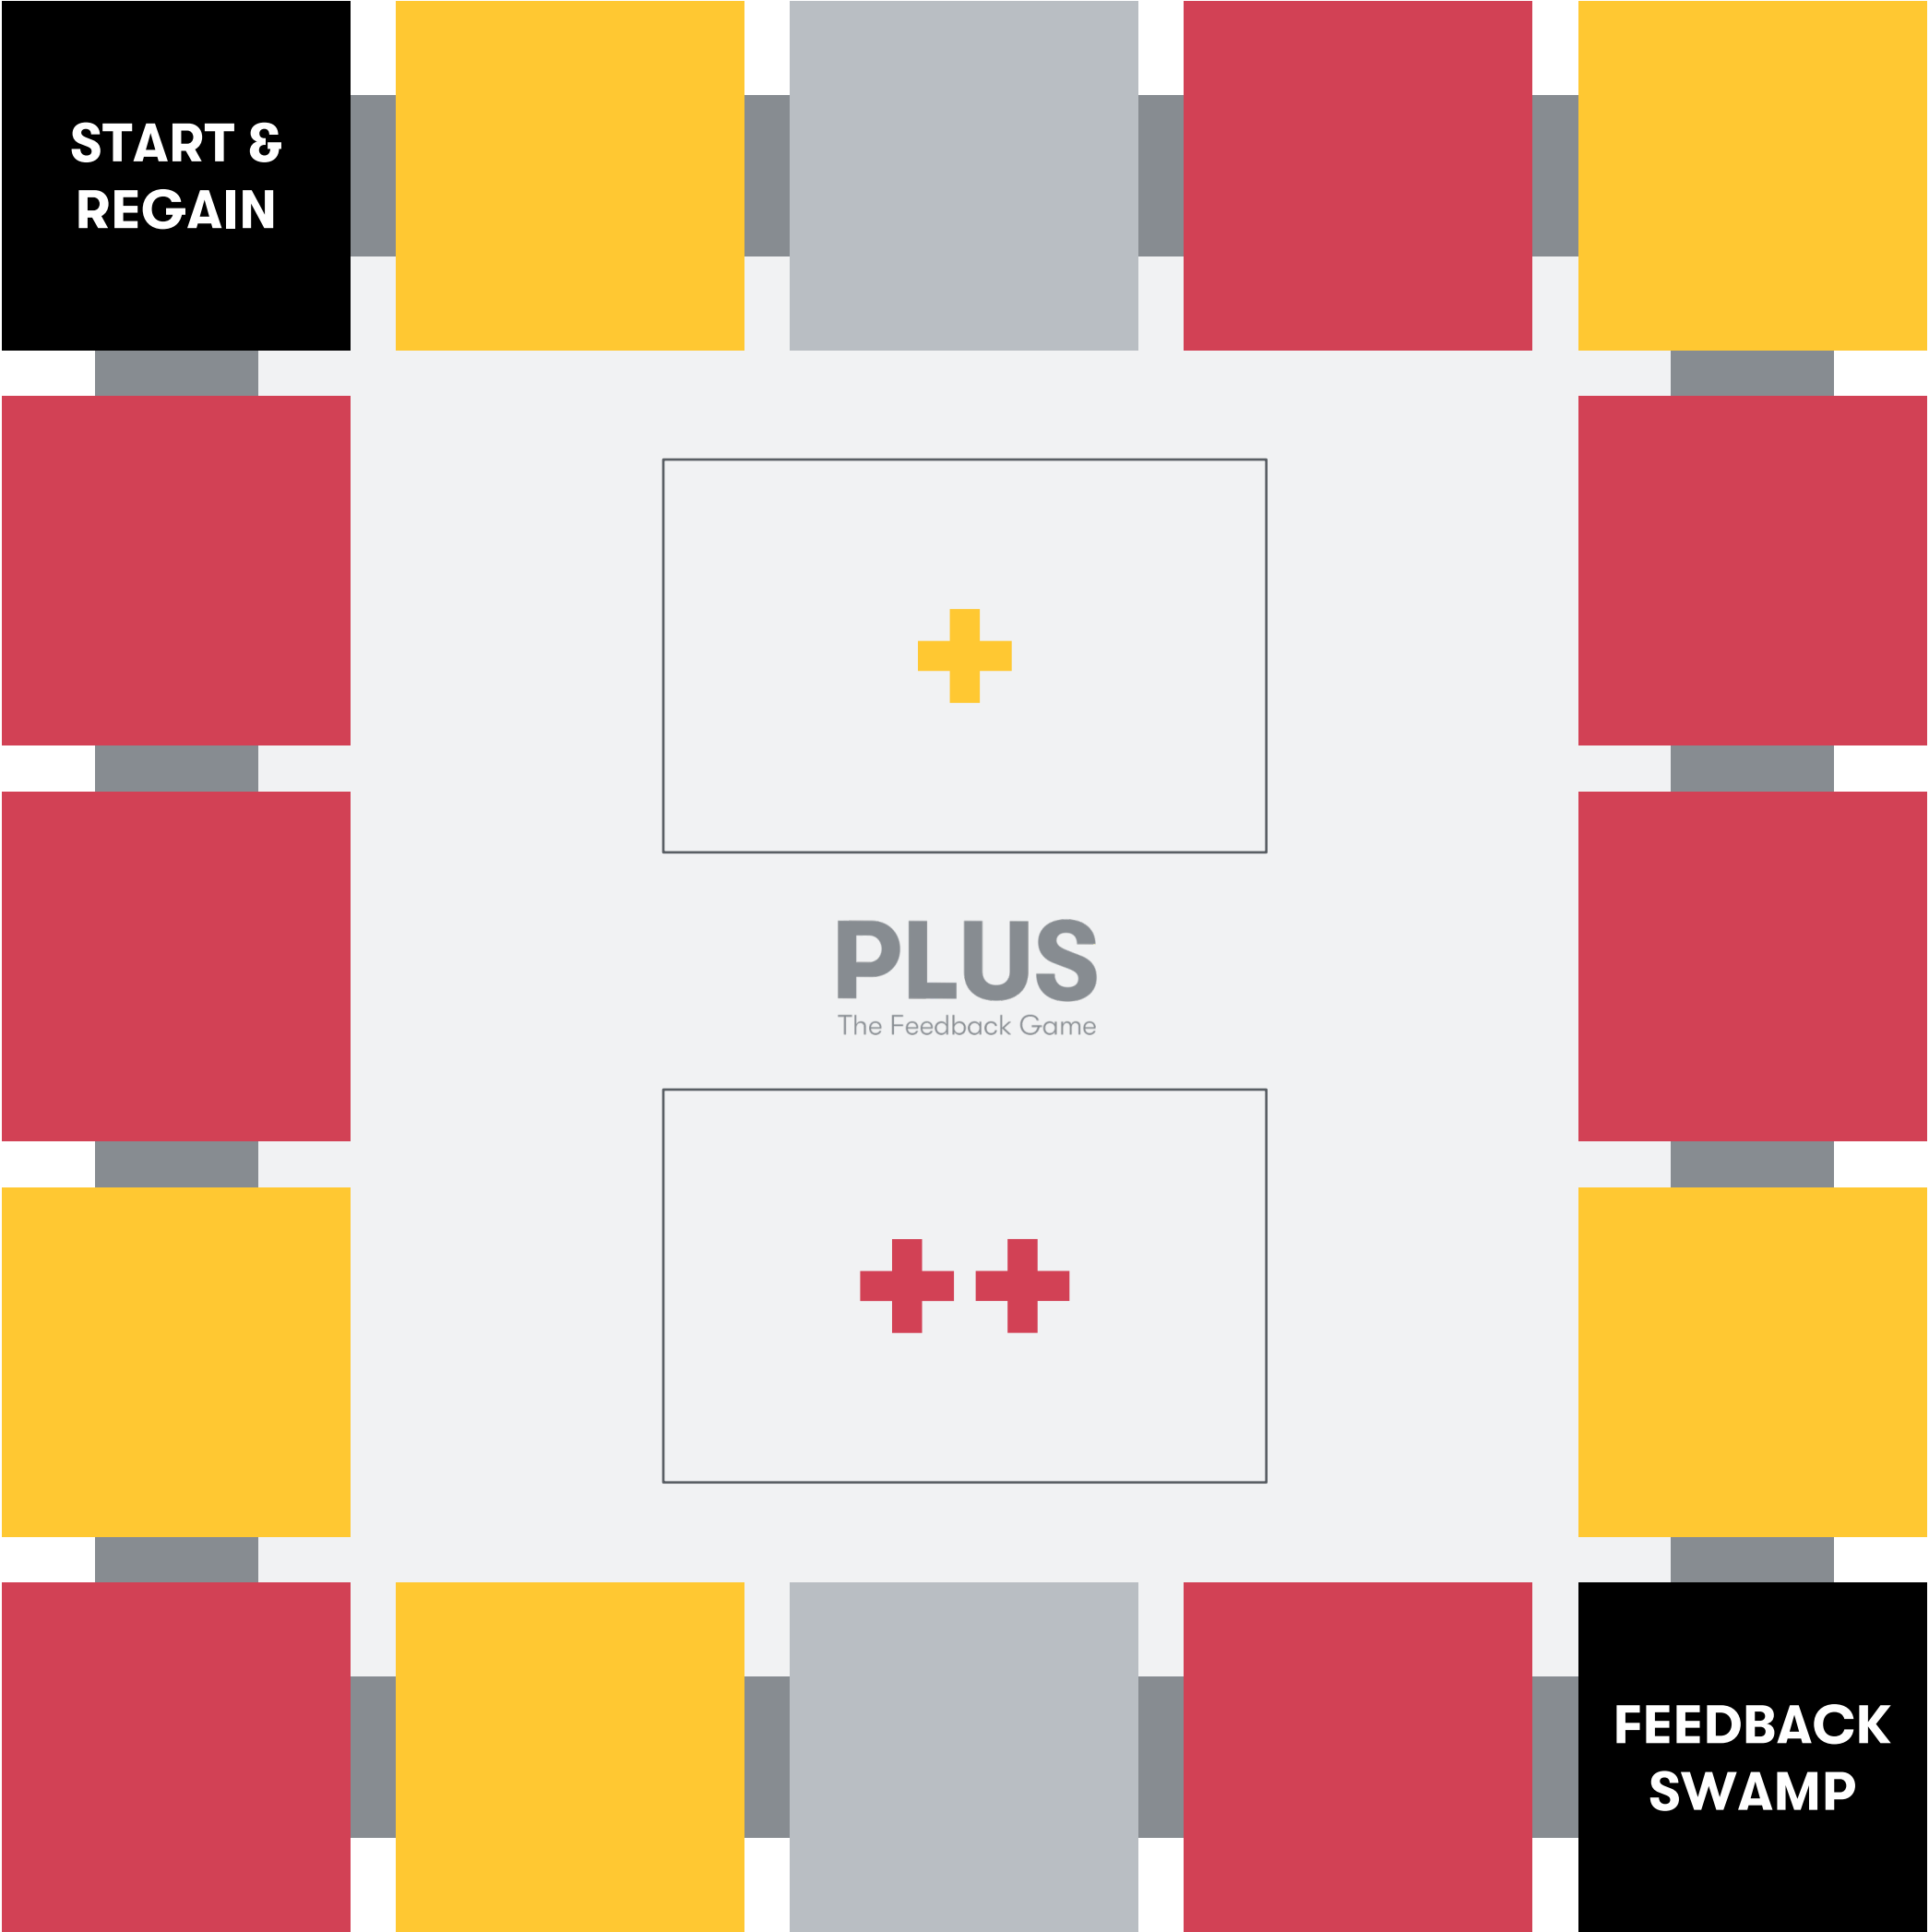 START &
REGAIN
PLUS
The Feedback Game
FEEDBACK
SWAMP